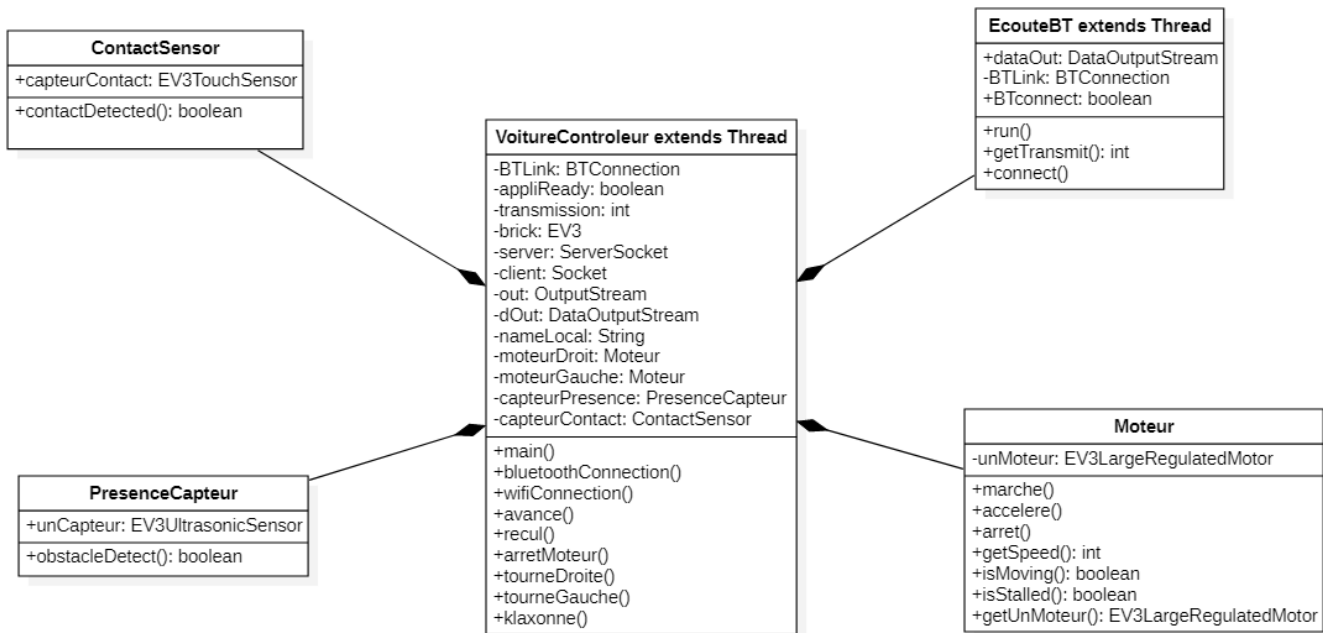 ContactSensor
+capteurContact: EV3TouchSensor
+contactDetected(): boolean
EcouteBT extends Thread
+dataOut: DataOutputStream
-BTLink: BTConnection
+BTconnect: boolean
+run()
+getTransmit(): int
+connect()
VoitureControleur extends Thread
-BTLink: BTConnection
-appliReady: boolean
-transmission: int
-brick: EV3
-server: ServerSocket
-client: Socket
-out: OutputStream
-dOut: DataOutputStream
-nameLocal: String
-moteurDroit: Moteur
-moteurGauche: Moteur
-capteurPresence: PresenceCapteur
-capteurContact: ContactSensor
+main()
+bluetoothConnection()
+wifiConnection()
+avance()
+recul()
+arretMoteur()
+tourneDroite()
+tourneGauche()
+klaxonne()
PresenceCapteur
+unCapteur: EV3UltrasonicSensor
+obstacleDetect(): boolean
Moteur
-unMoteur: EV3LargeRegulatedMotor
+marche()
+accelere()
+arret()
+getSpeed(): int
+isMoving(): boolean
+isStalled(): boolean
+getUnMoteur(): EV3LargeRegulatedMotor